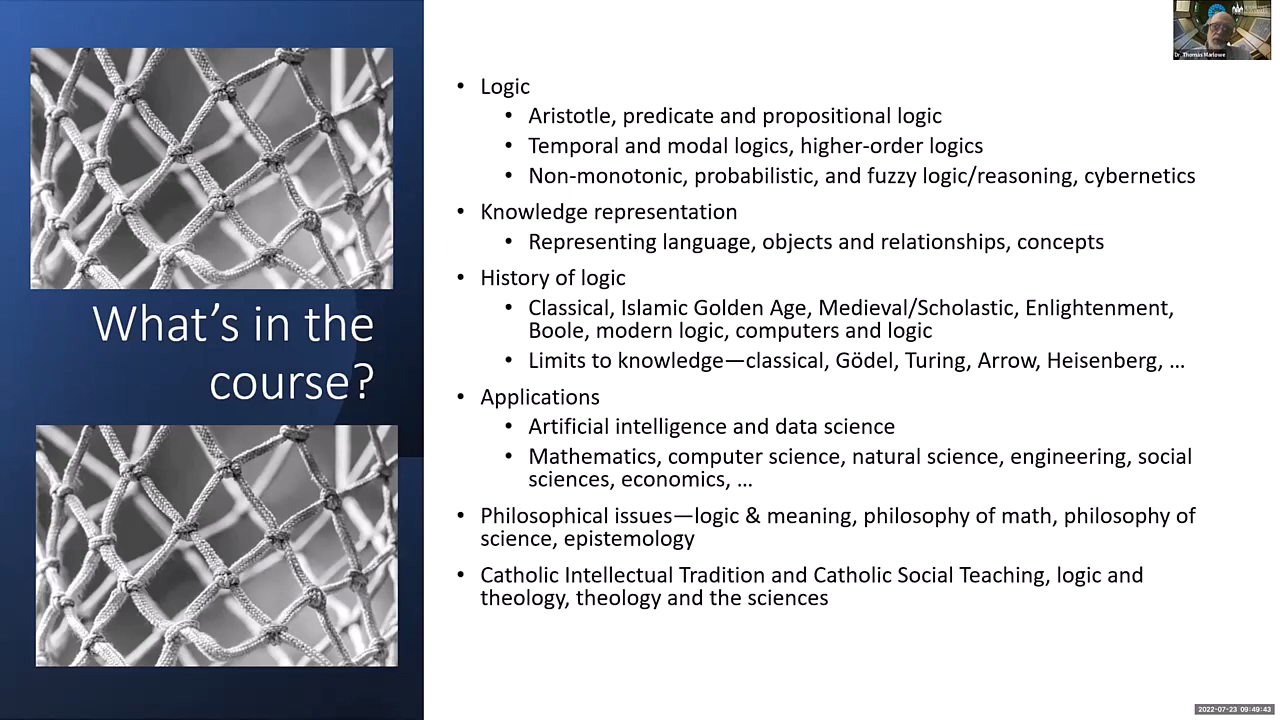 Dr. Thomas Marlowe
What's in the
course?
• Logic
• Aristotle, predicate and propositional logic
• Temporal and modal logics, higher-order logics
• Non-monotonic, probabilistic, and fuzzy logic/reasoning, cybernetics
• Knowledge representation
• Representing language, objects and relationships, concepts
• History of logic
• Classical, Islamic Golden Age, Medieval/Scholastic, Enlightenment,
Boole, modern logic, computers and logic
• Limits to knowledge—classical, Gödel, Turing, Arrow, Heisenberg, …
• Applications
• Artificial intelligence and data science
• Mathematics, computer science, natural science, engineering, social
sciences, economics, …
• Philosophical issues—logic & meaning, philosophy of math, philosophy of
science, epistemology
• Catholic Intellectual Tradition and Catholic Social Teaching, logic and
theology, theology and the sciences
2022-07-23 09:49:43